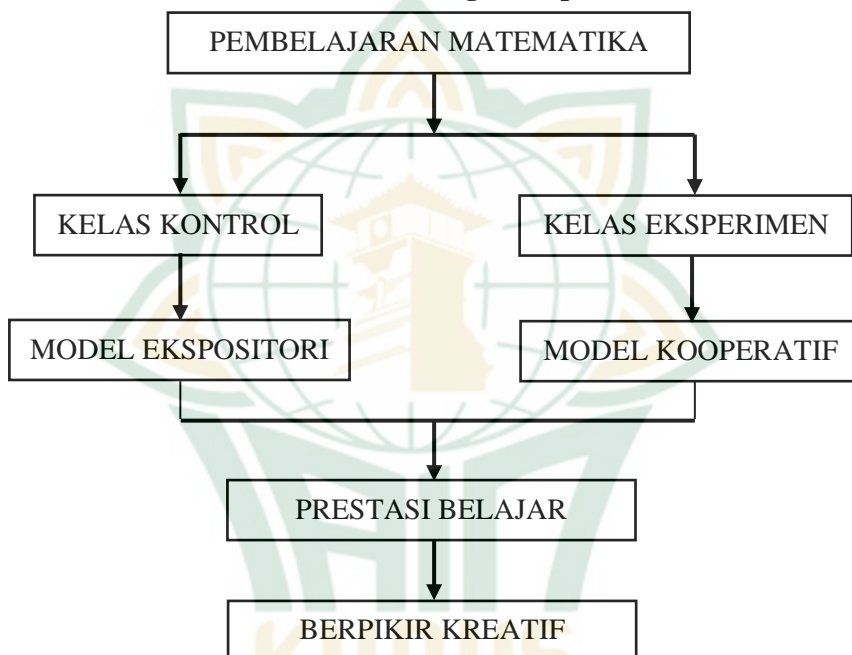 PEMBELAJARAN MATEMATIKA
KELAS KONTROL
KELAS EKSPERIMEN
MODEL EKSPOSITORI
MODEL KOOPERATIF
PRESTASI BELAJAR
BERPIKIR KREATIF